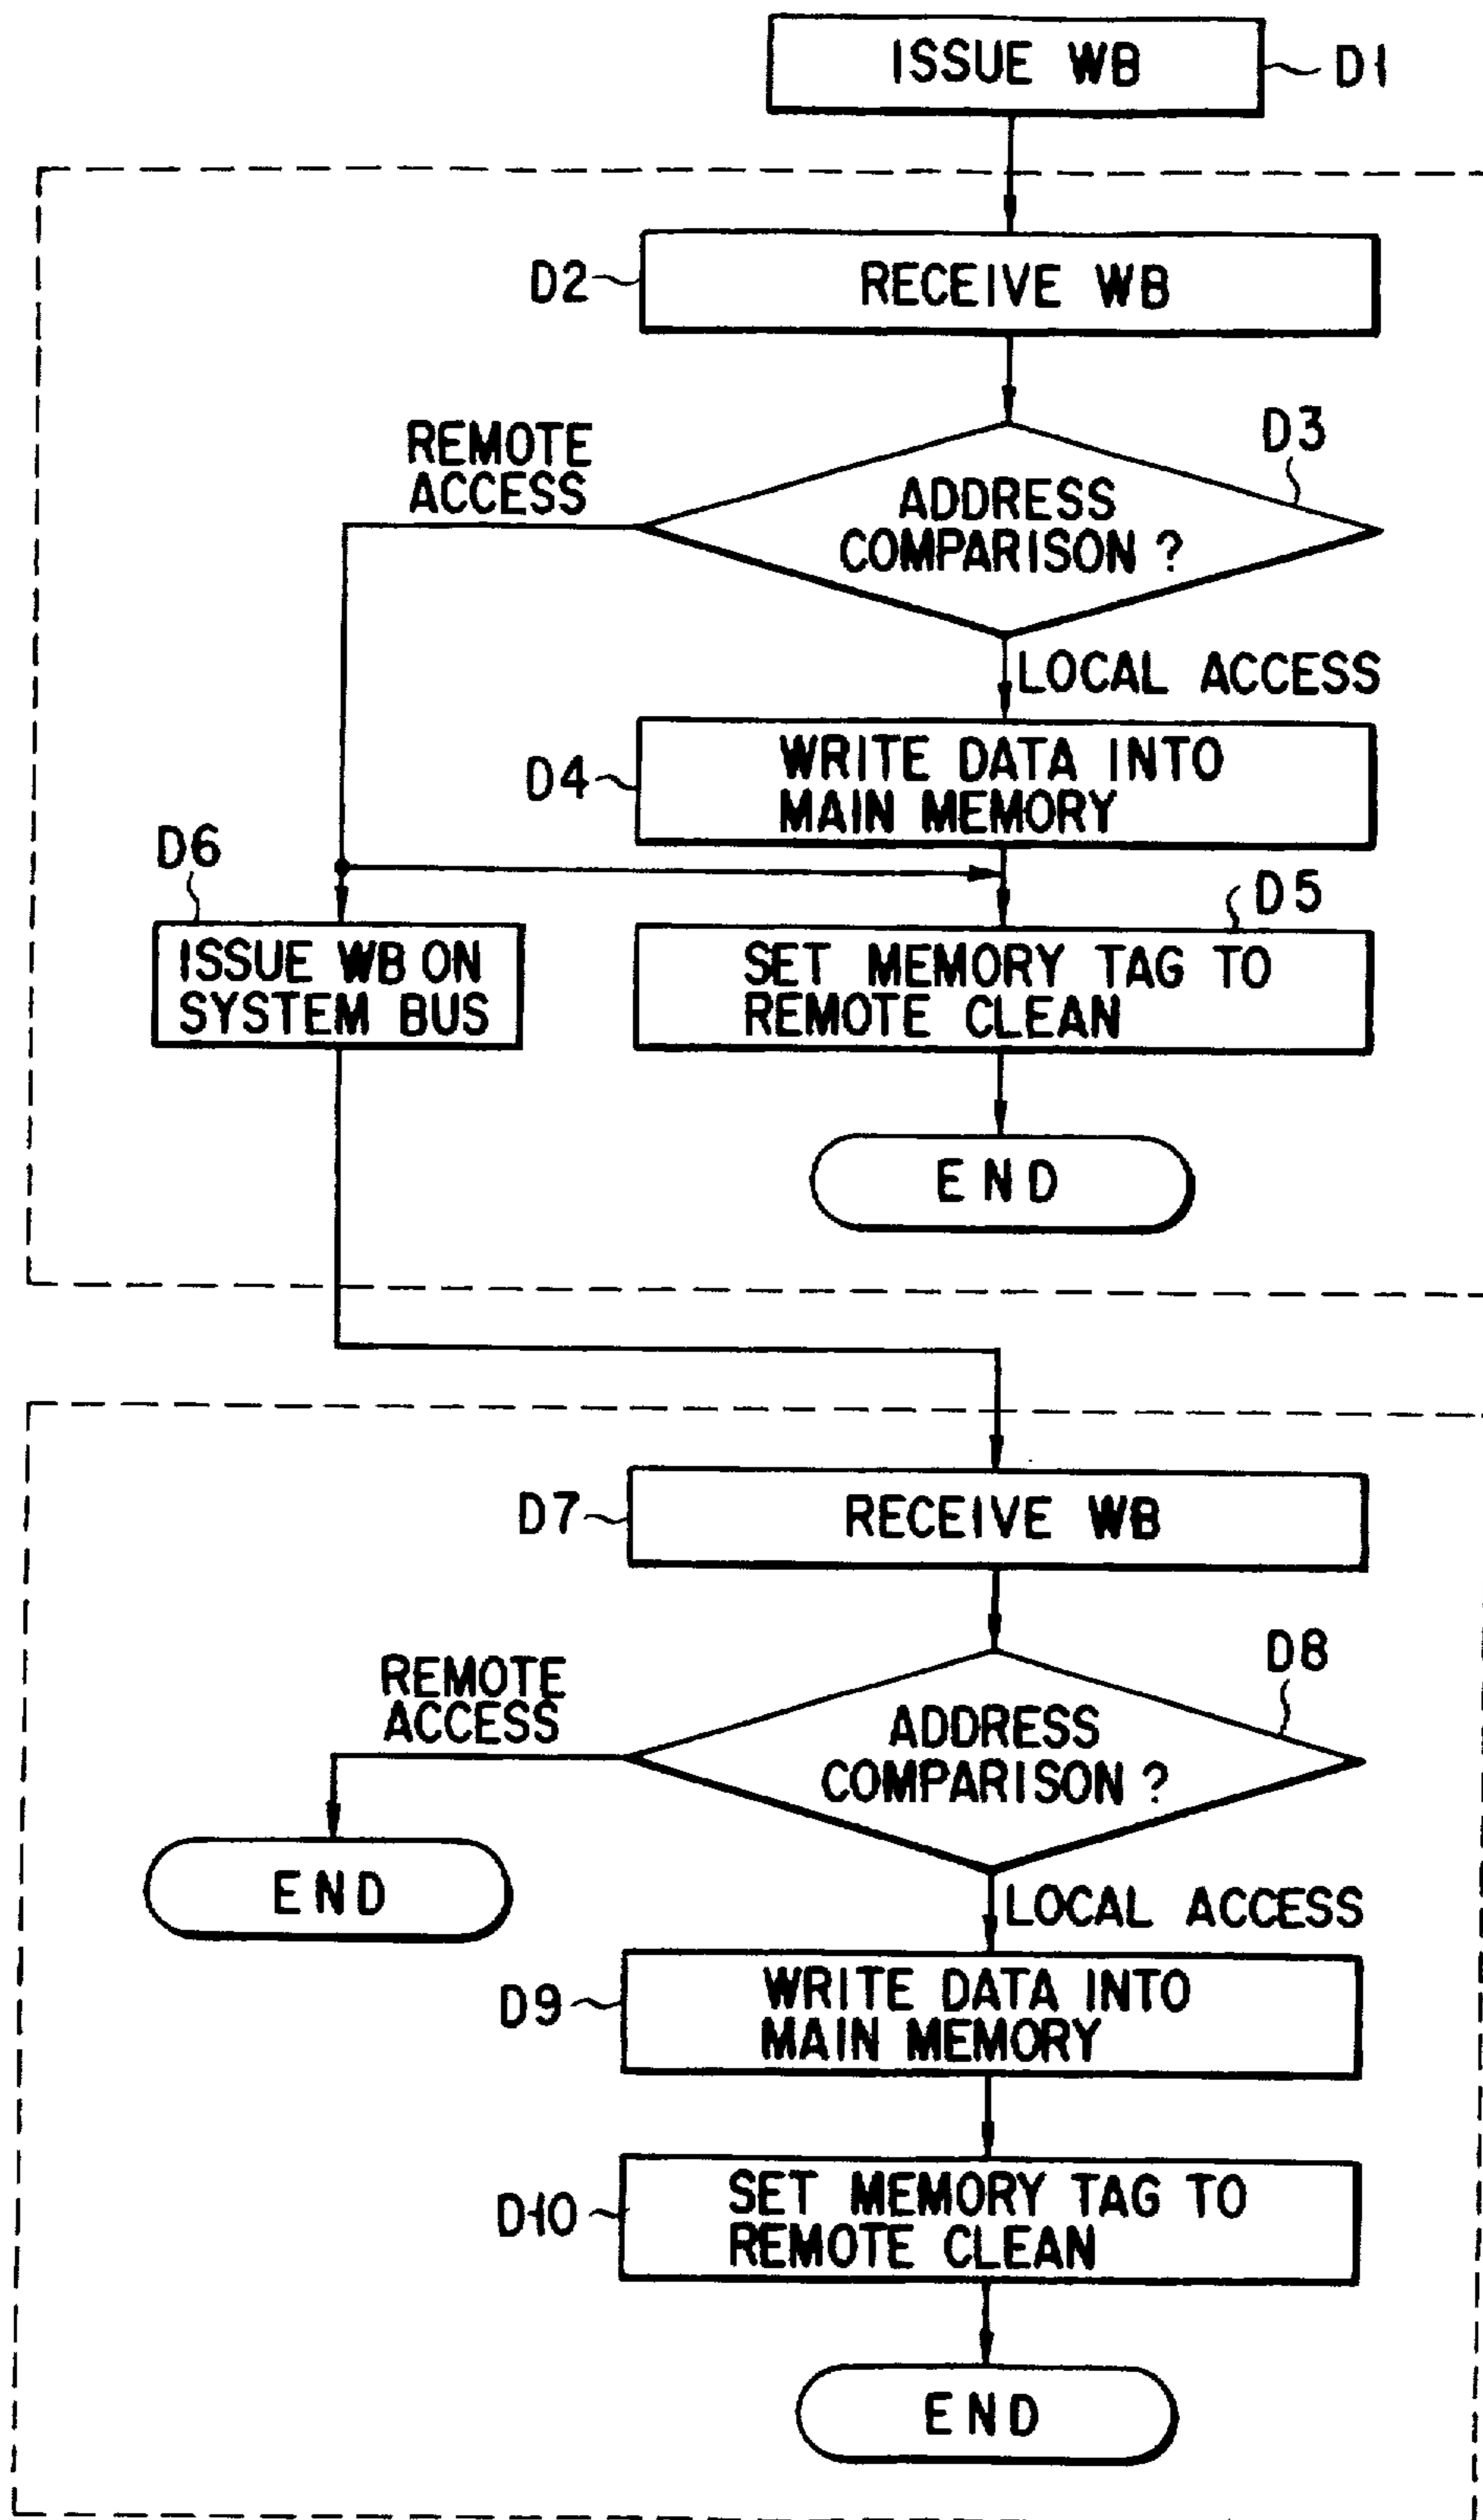 ISSUE WB
D1
D2
RECEIVE WB
REMOTE
ACCESS
D3
ADDRESS
COMPARISON ?
LOCAL ACCESS
D4
WRITE DATA INTO
MAIN MEMORY
D6
D5
ISSUE WB ON
SYSTEM BUS
SET MEMORY TAG TO
REMOTE CLEAN
END
D7
RECEIVE WB
REMOTE
ACCESS
D8
ADDRESS
COMPARISON ?
END
LOCAL ACCESS
D9
WRITE DATA INTO
MAIN MEMORY
D10
SET MEMORY TAG TO
REMOTE CLEAN
END